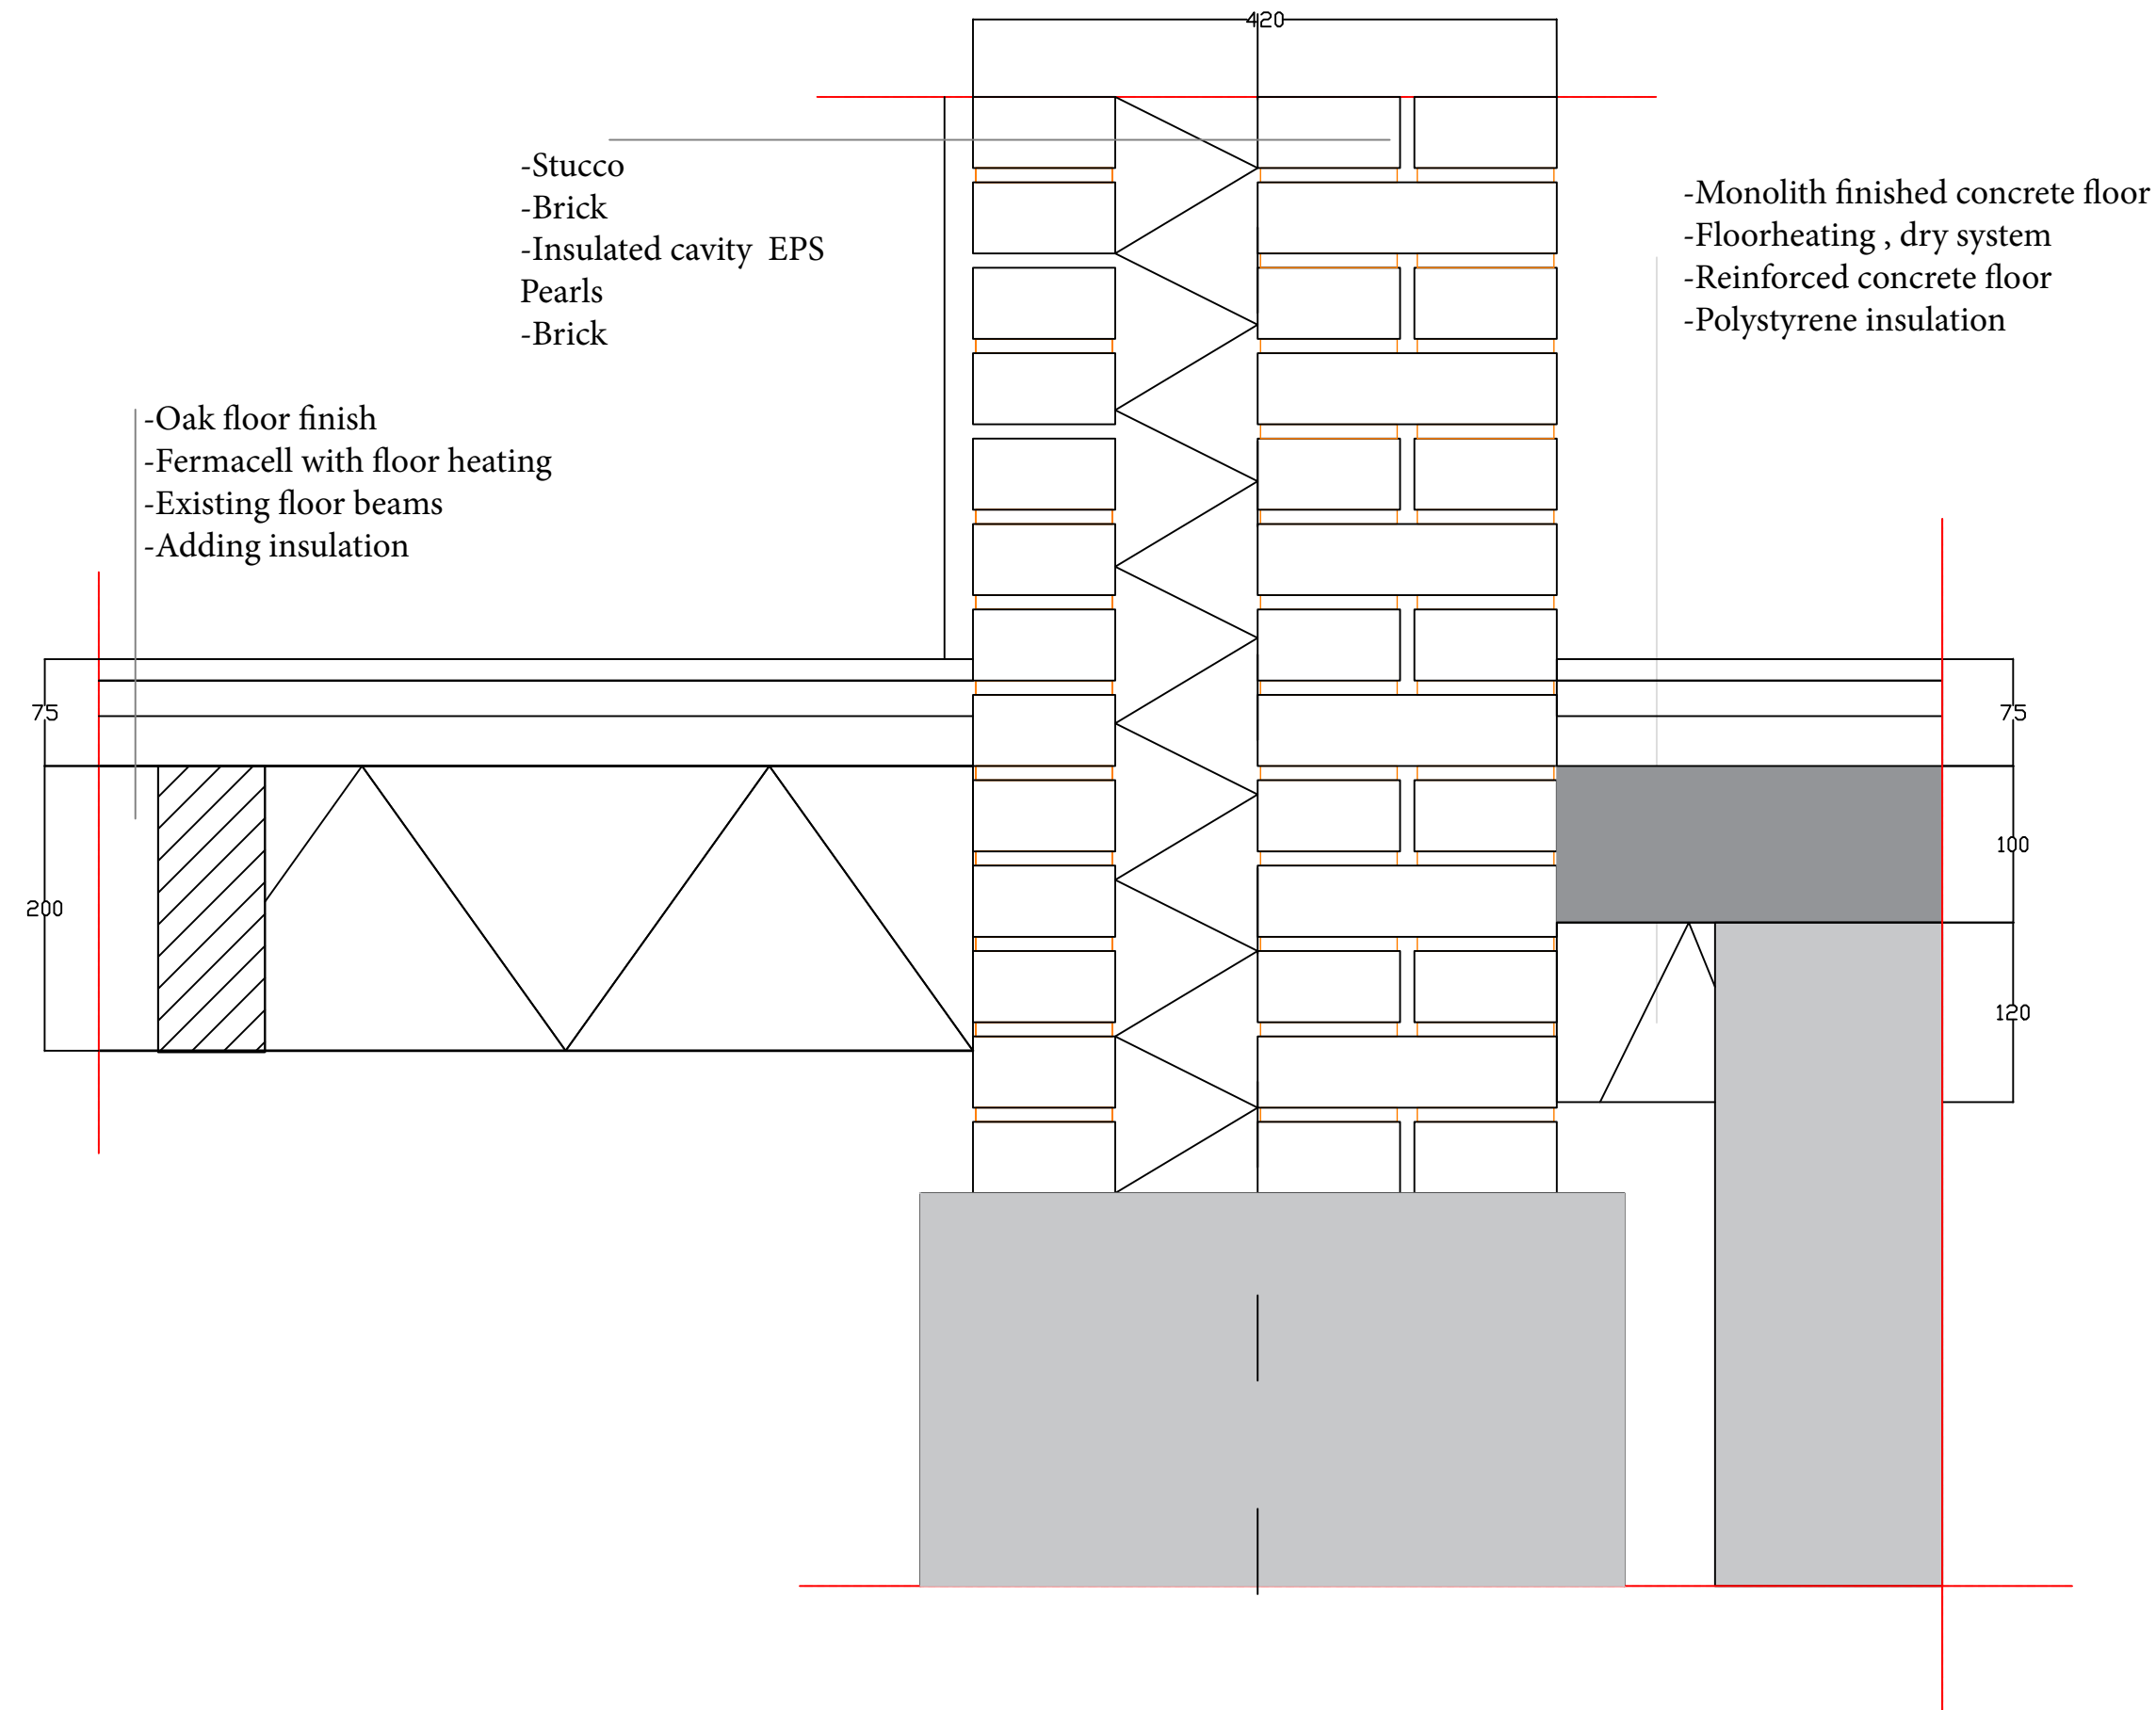 420
-Stucco
-Brick
-Insulated cavity  EPS
Pearls
-Brick
-Monolith finished concrete floor
-Floorheating , dry system
-Reinforced concrete floor
-Polystyrene insulation
-Oak floor finish
-Fermacell with floor heating
-Existing floor beams
-Adding insulation
75
200
75
100
120